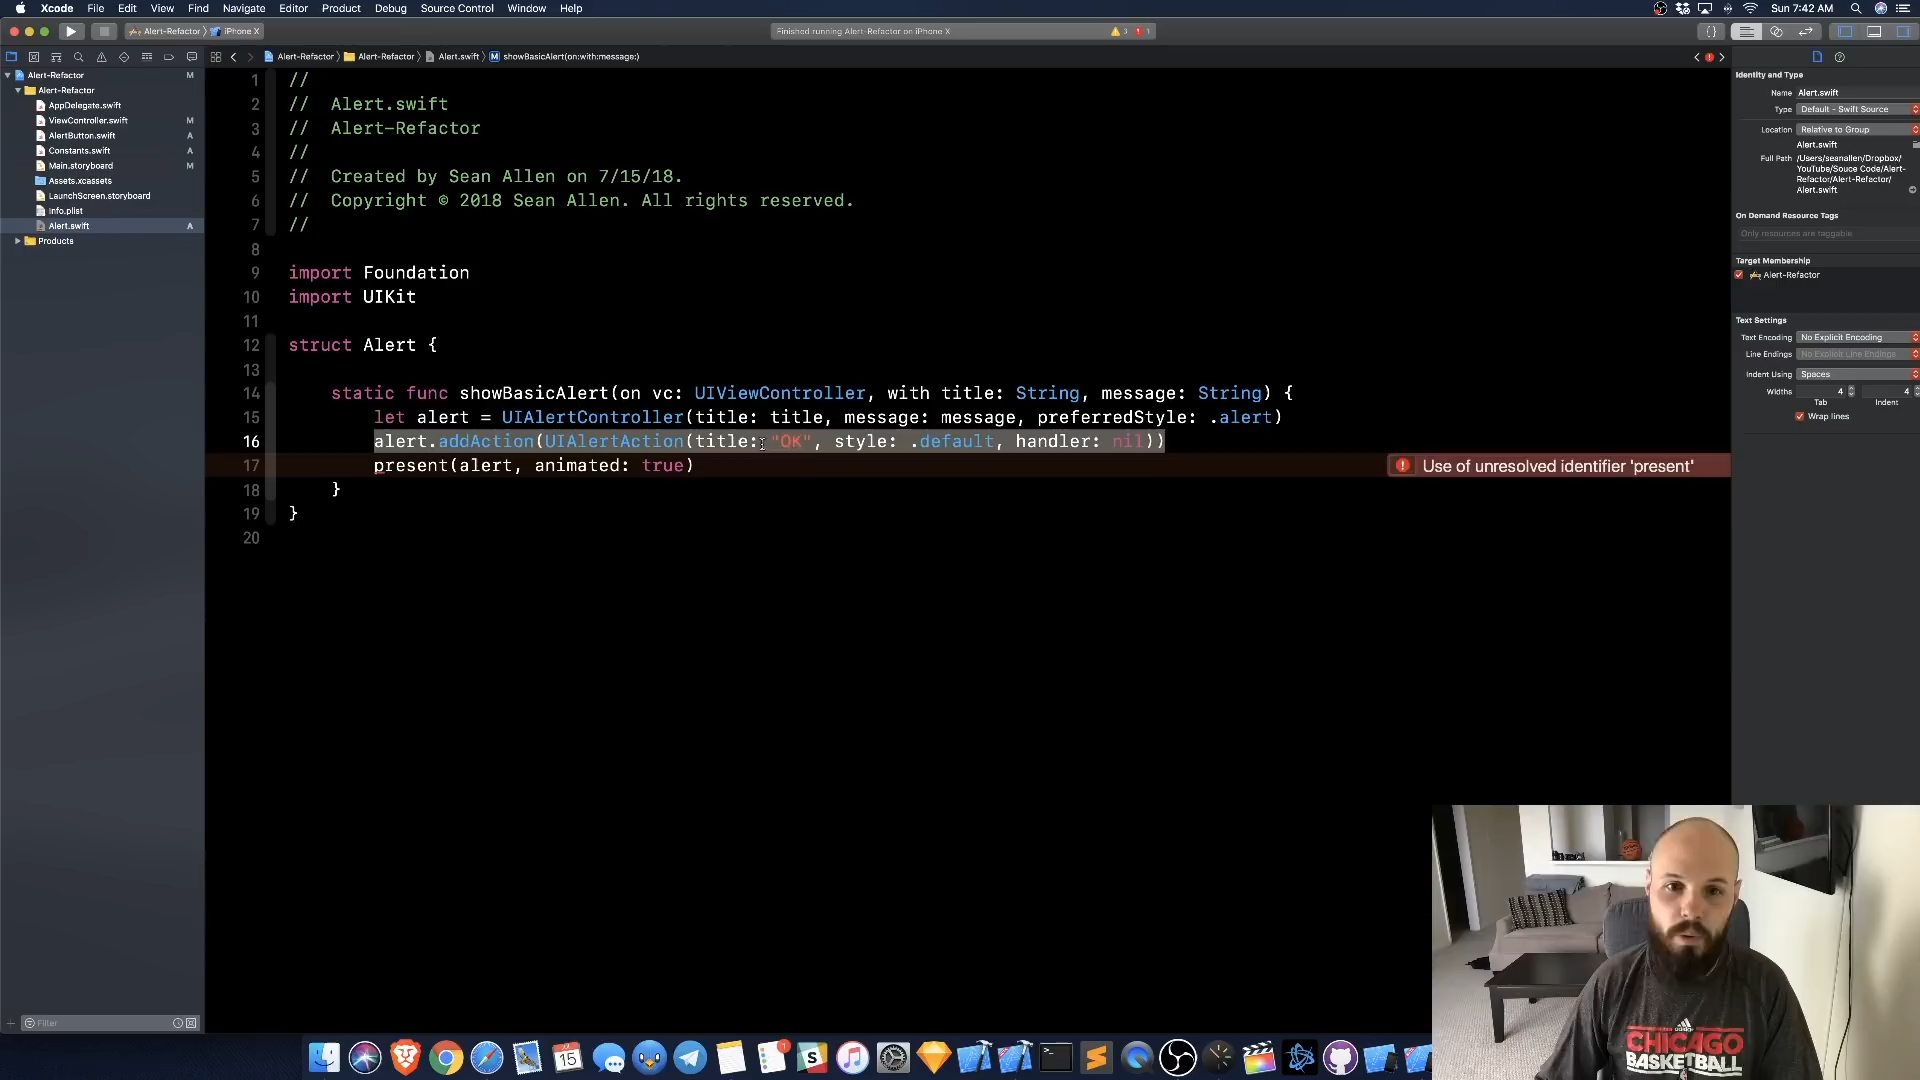 Xcode File Edit View Find Navigate Editor Product Debug Source Control Window Help
Sun 7:42 AM
Alert-Refactor iPhone X
Finished running Alert-Refactor on iPhone X
3 1
Alert-Refactor Alert-Refactor Alert.swift M showBasicAlert(on:with:message:)
Alert-Refactor M
Alert-Refactor
AppDelegate.swift
ViewController.swift M
AlertButton.swift A
Constants.swift A
Main.storyboard M
Assets.xcassets
LaunchScreen.storyboard
Info.plist
Alert.swift A
Products
Filter
1 //
2 // Alert.swift
3 // Alert-Refactor
4 //
5 // Created by Sean Allen on 7/15/18.
6 // Copyright © 2018 Sean Allen. All rights reserved.
7 //
8
9 import Foundation
10 import UIKit
11
12 struct Alert {
13
14 static func showBasicAlert(on vc: UIViewController, with title: String, message: String) {
15 let alert = UIAlertController(title: title, message: message, preferredStyle: .alert)
16 alert.addAction(UIAlertAction(title: "OK", style: .default, handler: nil))
17 present(alert, animated: true)
Use of unresolved identifier 'present'
18 }
19 }
20
Identity and Type
Name Alert.swift
Type Default - Swift Source
Location Relative to Group
Alert.swift
Full Path /Users/seanallen/Dropbox/
YouTube/Souce Code/Alert-
Refactor/Alert-Refactor/
Alert.swift
On Demand Resource Tags
Only resources are taggable
Target Membership
Alert-Refactor
Text Settings
Text Encoding No Explicit Encoding
Line Endings No Explicit Line Endings
Indent Using Spaces
Widths 4 4
Tab Indent
Wrap lines
15
1
S
adidas
CHICAGO
BASKETBALL